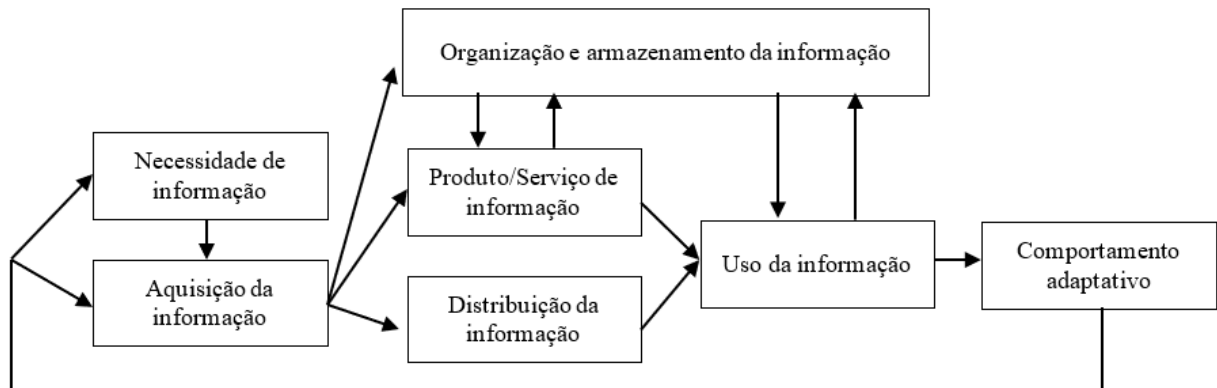 Organização e armazenamento da informação
Necessidade de
informação
Produto/Serviço de
informação
Aquisição da
informação
Distribuição da
informação
Uso da informação
Comportamento
adaptativo